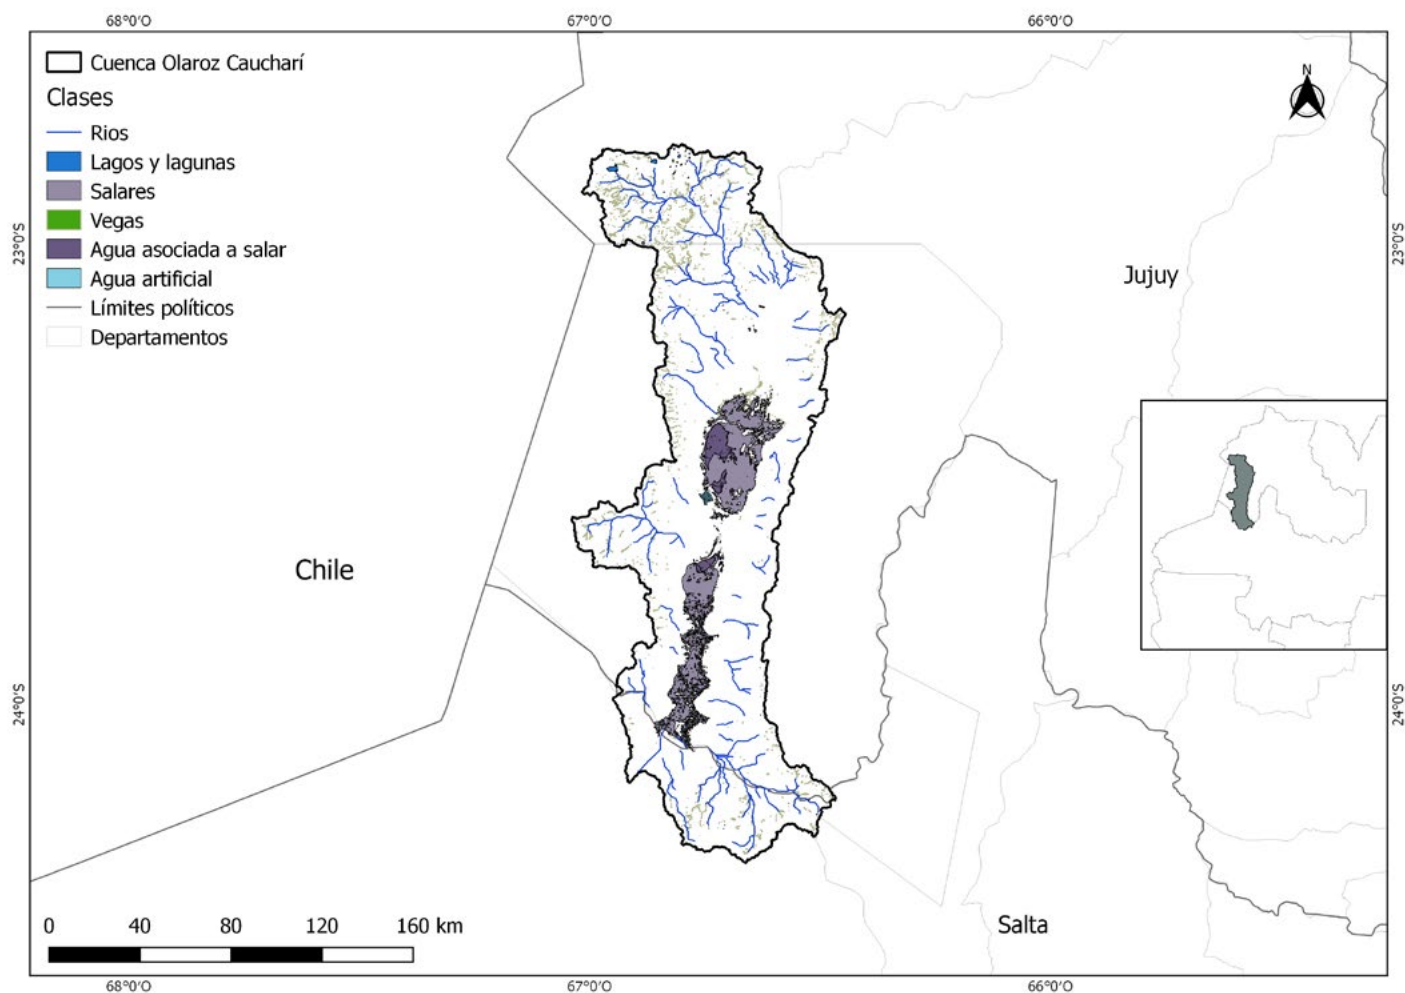 68°0'O 67°0'O 66°0'O
Cuenca Olaroz Caucharí
Clases
Rios
Lagos y lagunas
Salares
Vegas
Agua asociada a salar
Agua artificial
Límites políticos
Departamentos
N
23°0'S
23°0'S
Jujuy
Chile
24°0'S
24°0'S
Salta
0 40 80 120 160 km
68°0'O 67°0'O 66°0'O